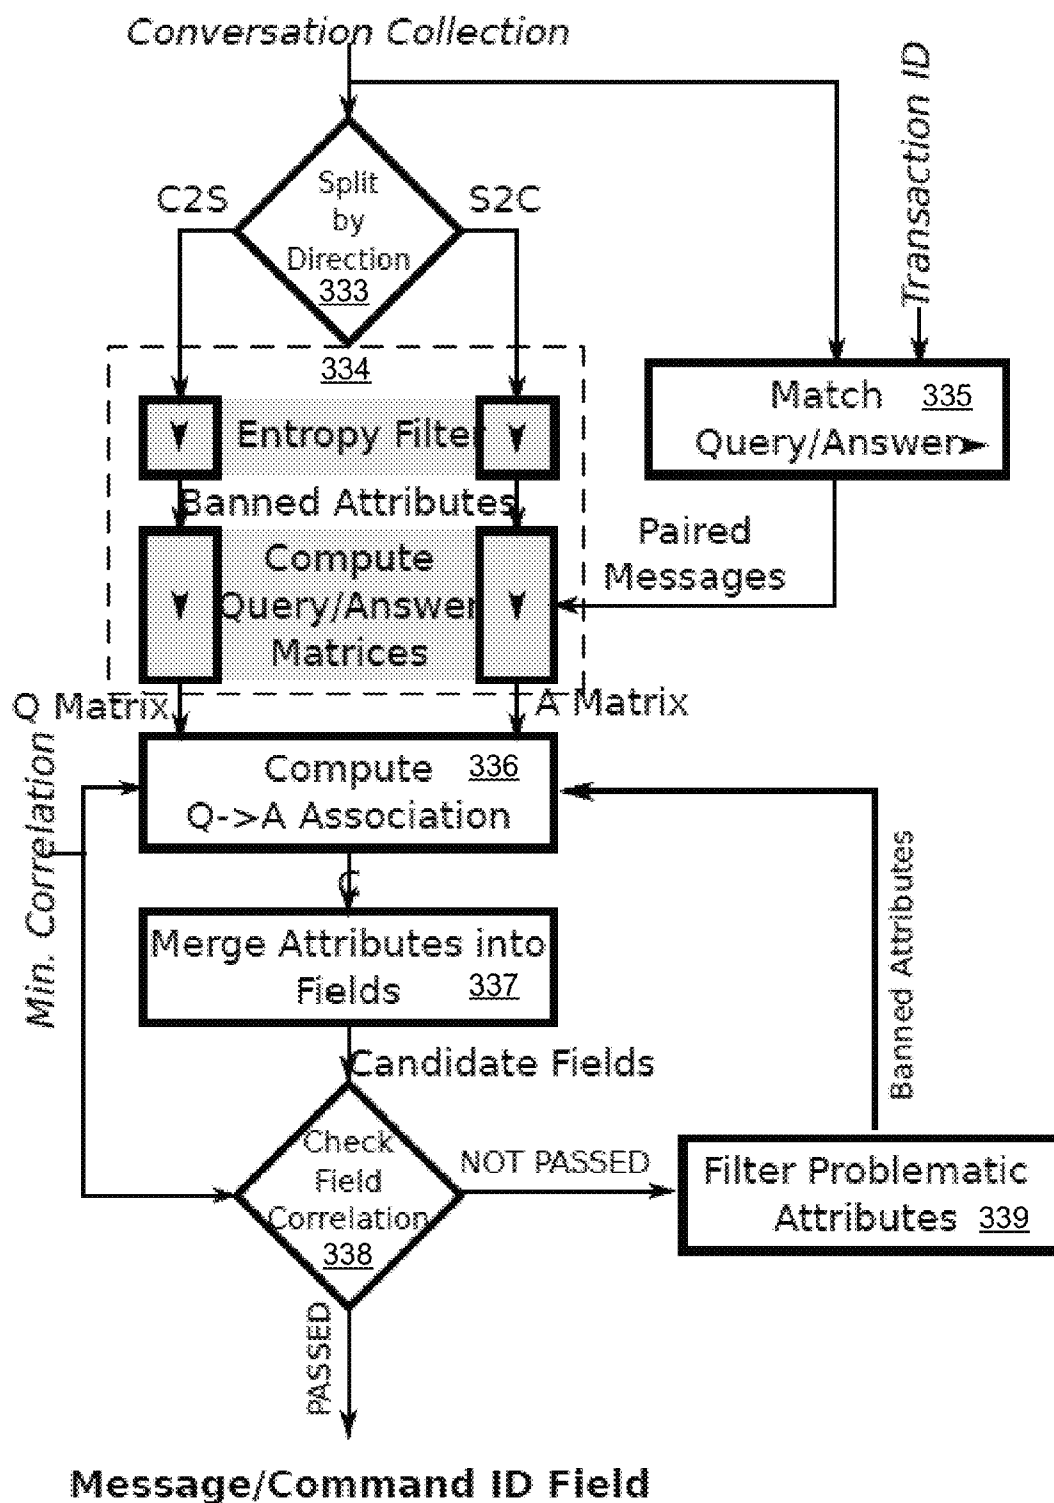 Conversation Collection
Transaction ID
C2S
S2C
Split
by
Direction
333
334
Match 335
Query/Answer
Entropy Filter
Banned Attributes
Paired
Messages
Compute
Query/Answer
Matrices
Q Matrix
A Matrix
Min. Correlation
Compute 336
Q->A Association
C
Merge Attributes into
Fields 337
Banned Attributes
Candidate Fields
Check
Field
Correlation
338
NOT PASSED
Filter Problematic
Attributes 339
PASSED
Message/Command ID Field